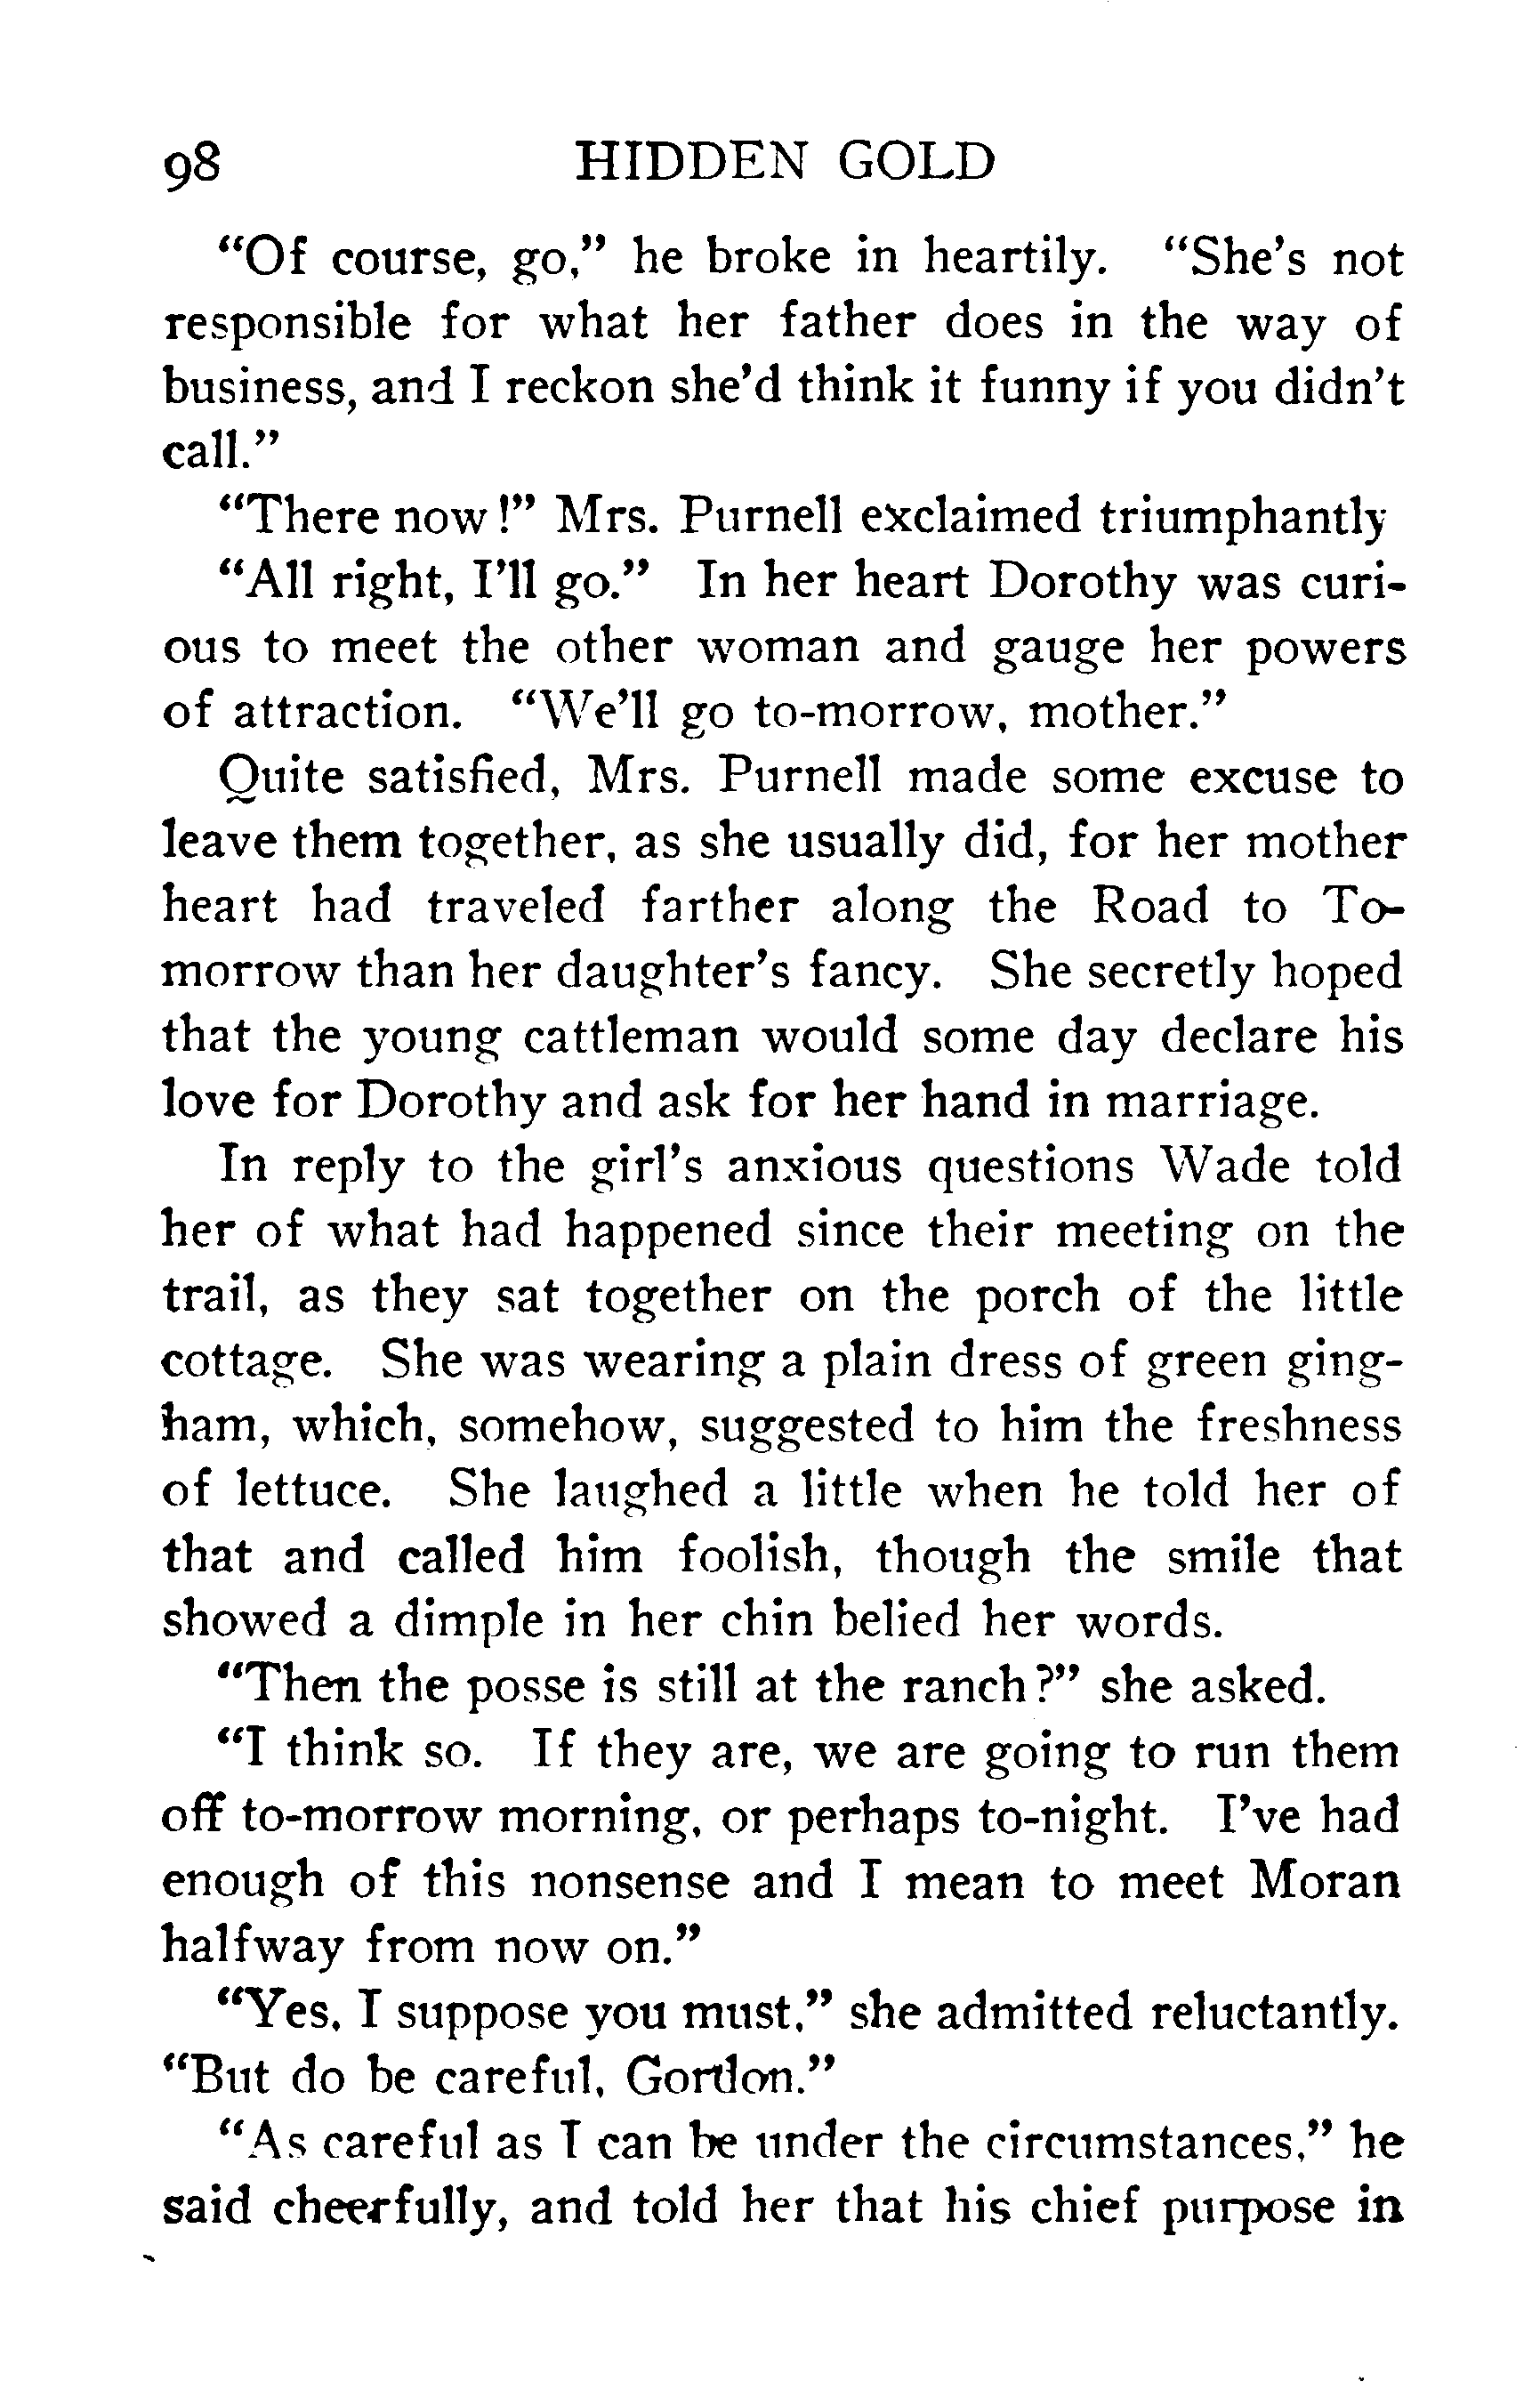 98 HIDDEN GOLD
"Of course, go," he broke in heartily. "She's not
responsible for what her father does in the way of
business, and I reckon she'd think it funny if you didn't
call."
"There now!" Mrs. Purnell exclaimed triumphantly
"All right, I'll go." In her heart Dorothy was curi-
ous to meet the other woman and gauge her powers
of attraction. "We'll go to-morrow, mother."
Quite satisfied, Mrs. Purnell made some excuse to
leave them together, as she usually did, for her mother
heart had traveled farther along the Road to To-
morrow than her daughter's fancy. She secretly hoped
that the young cattleman would some day declare his
love for Dorothy and ask for her hand in marriage.
In reply to the girl's anxious questions Wade told
her of what had happened since their meeting on the
trail, as they sat together on the porch of the little
cottage. She was wearing a plain dress of green ging-
ham, which, somehow, suggested to him the freshness
of lettuce. She laughed a little when he told her of
that and called him foolish, though the smile that
showed a dimple in her chin belied her words.
"Then the posse is still at the ranch?" she asked.
"I think so. If they are, we are going to run them
off to-morrow morning, or perhaps to-night. I've had
enough of this nonsense and I mean to meet Moran
halfway from now on."
"Yes, I suppose you must," she admitted reluctantly.
"But do be careful, Gordon."
"As careful as I can be under the circumstances," he
said cheerfully, and told her that his chief purpose in